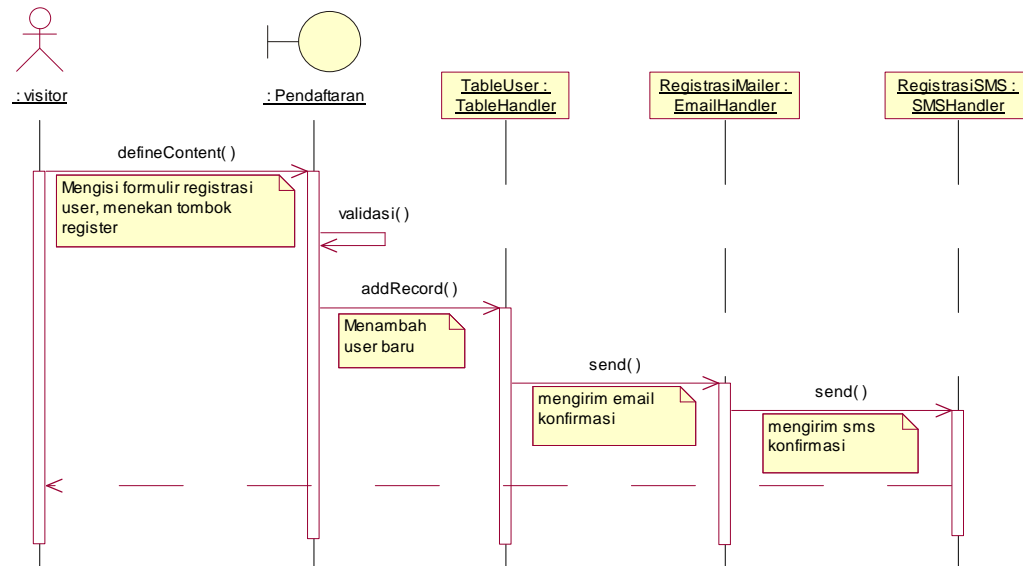 : visitor
: Pendaftaran
TableUser :
TableHandler
RegistrasiMailer :
EmailHandler
RegistrasiSMS :
SMSHandler
defineContent( )
Mengisi formulir registrasi
user, menekan tombok
register
validasi( )
addRecord( )
Menambah
user baru
send( )
mengirim email
konfirmasi
send( )
mengirim sms
konfirmasi